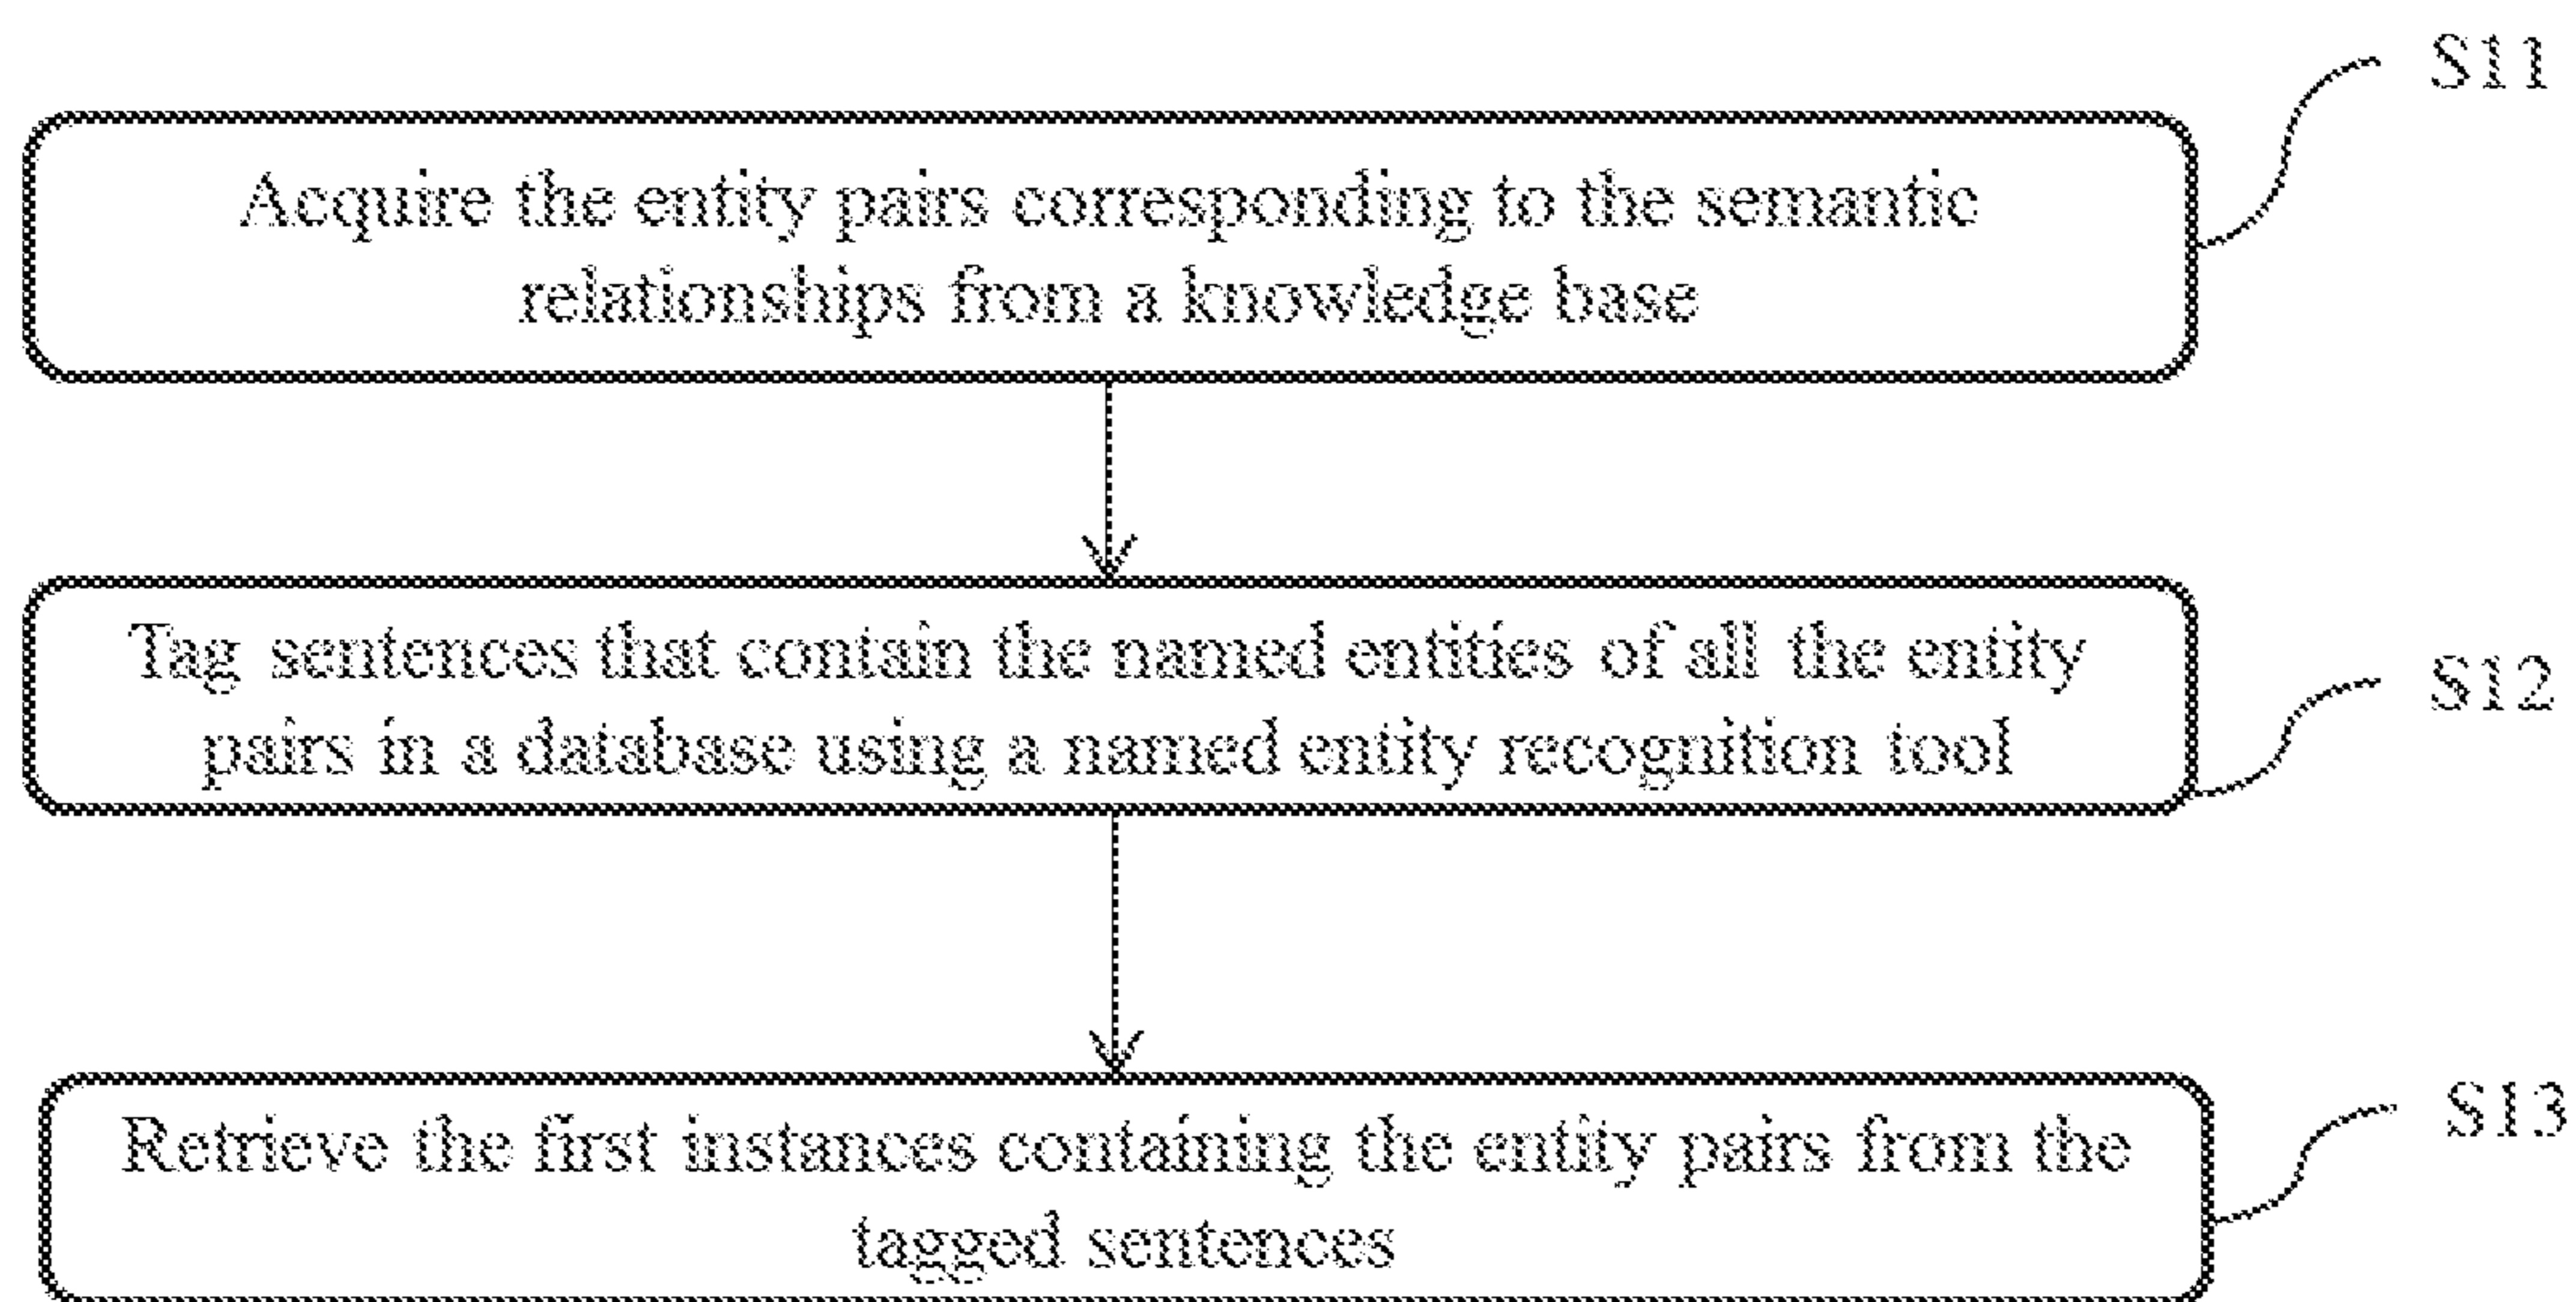 S11
Acquire the entity pairs corresponding to the semantic
relationships from a knowledge base
Tag sentences that contain the named entities of all the entity
pairs in a database using a named entity recognition tool
S12
Retrieve the first instances containing the entity pairs from the
tagged sentences
S13